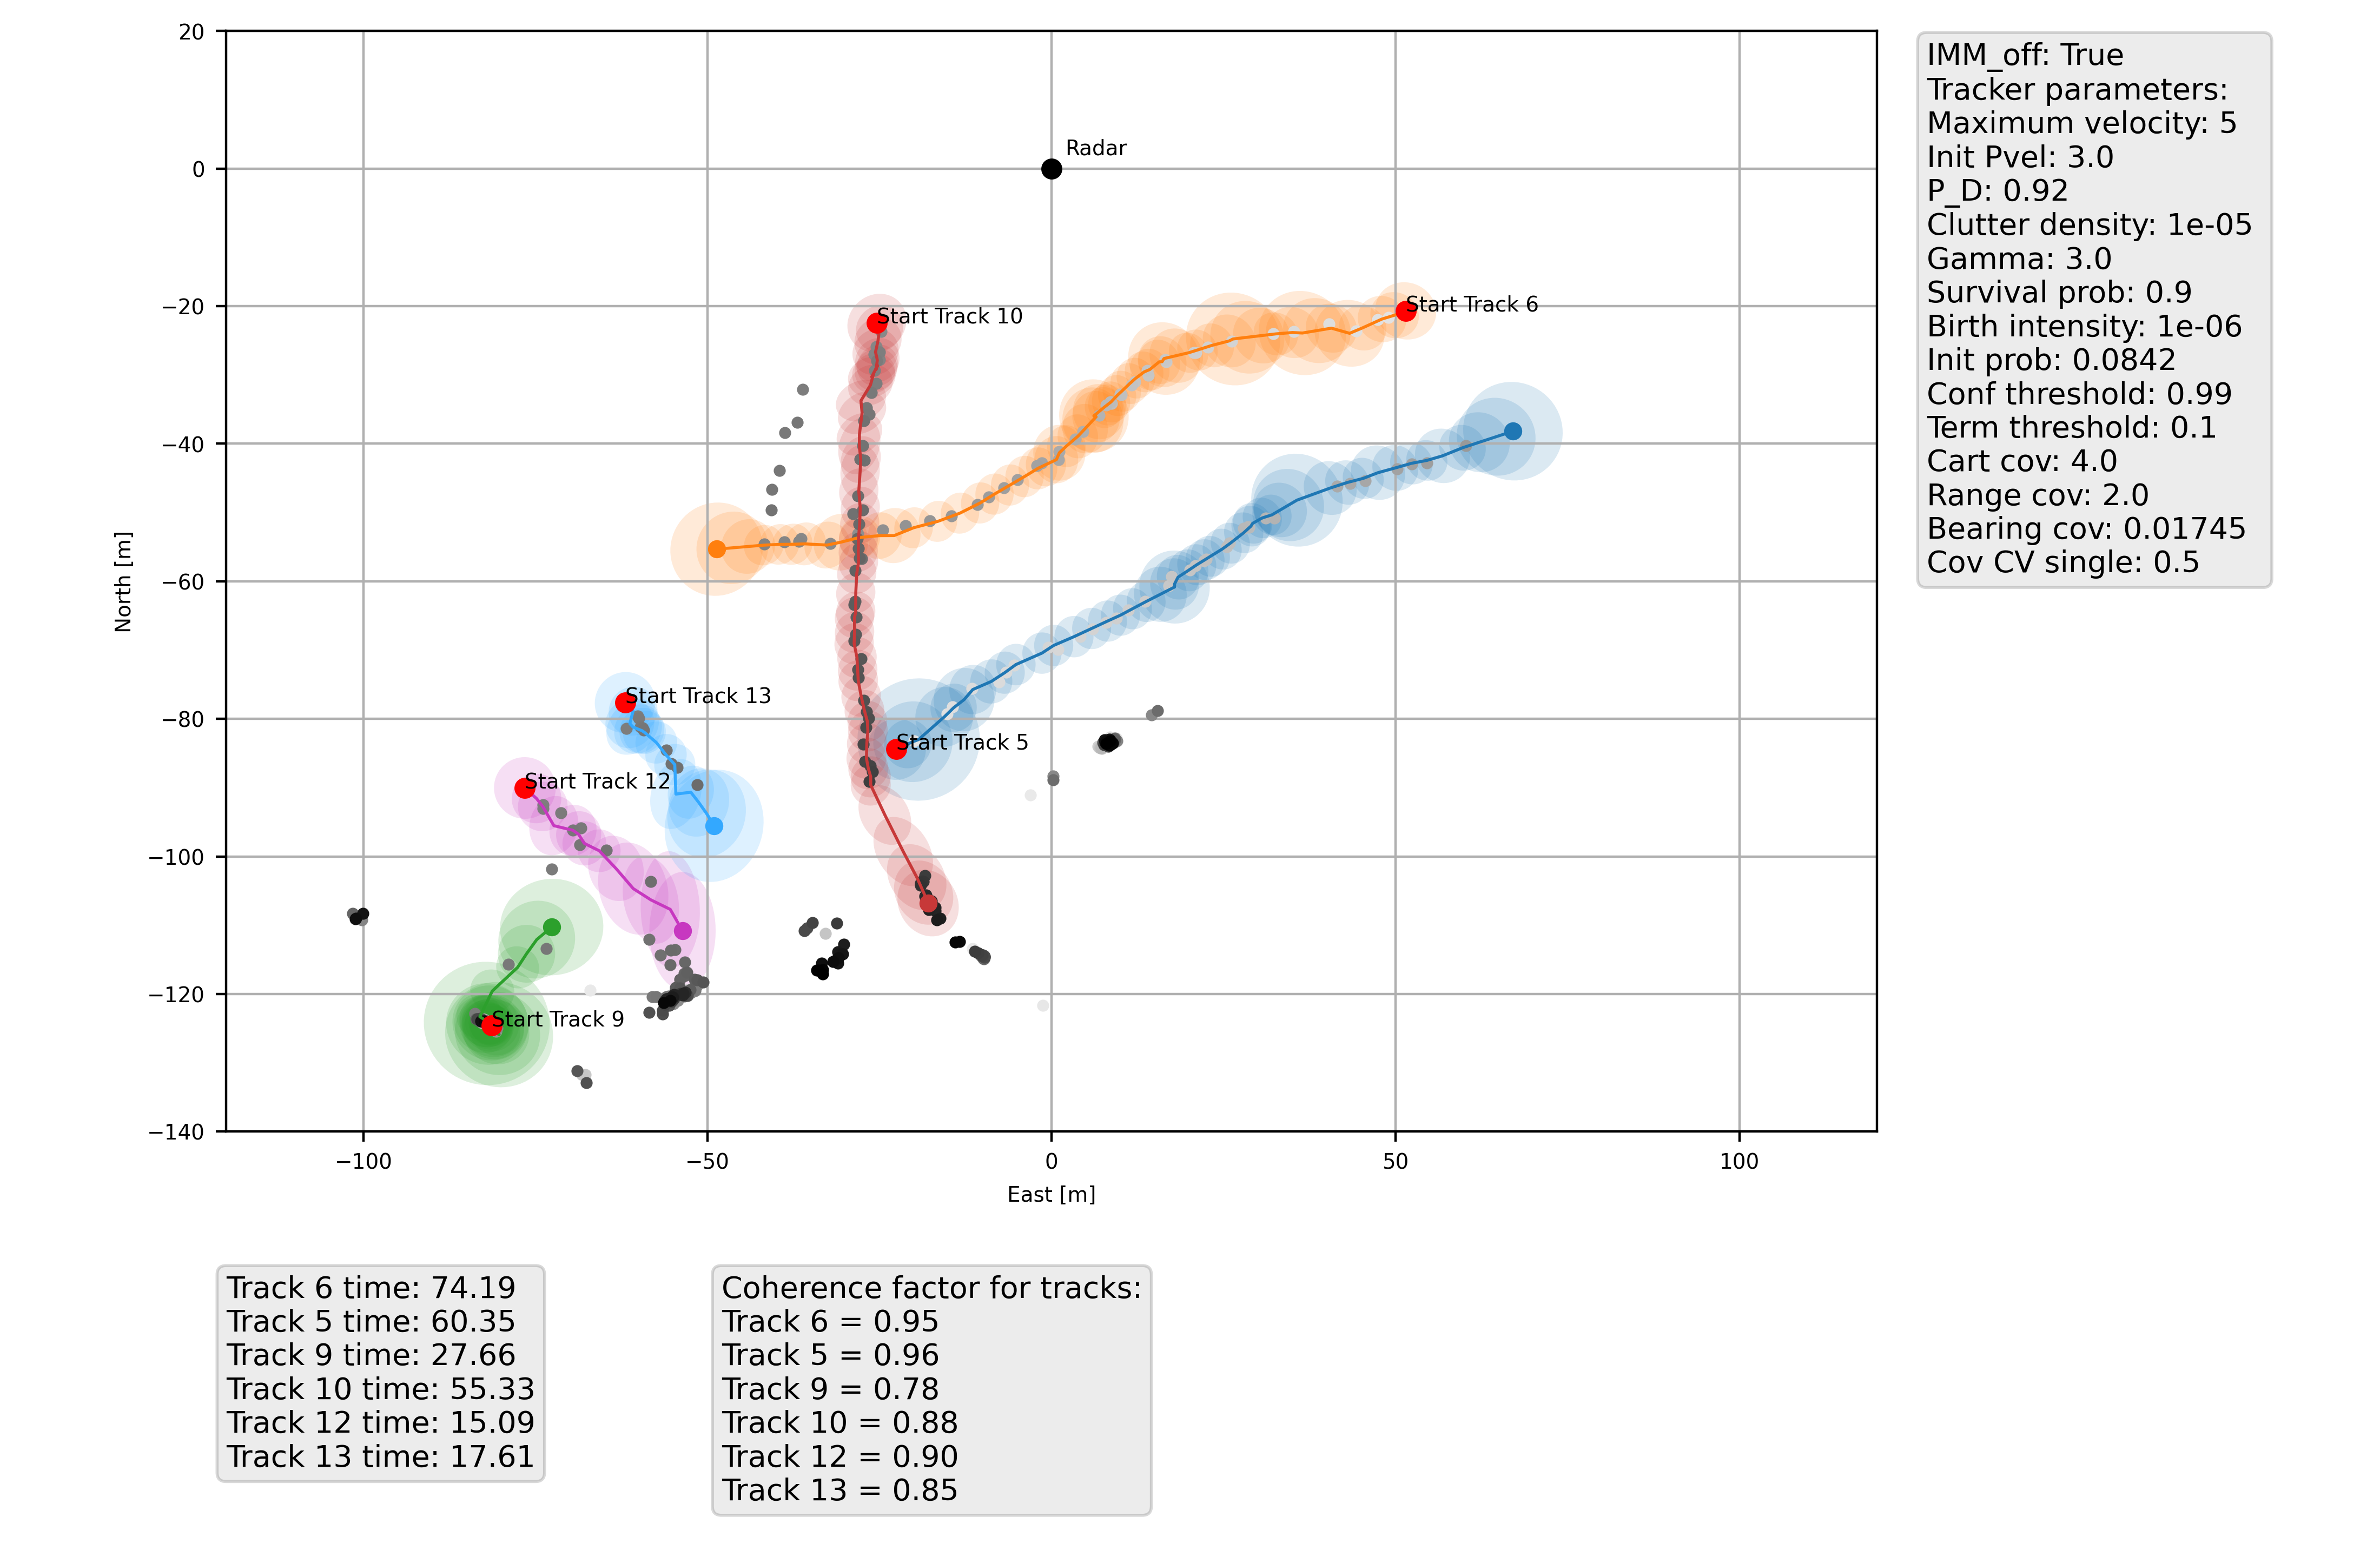 20
0
−20
−40
−60
−80
−100
−120
−140
North [m]
−100
−50
0
50
100
East [m]
Radar
Start Track 10
Start Track 6
Start Track 13
Start Track 5
Start Track 12
Start Track 9
IMM_off: True
Tracker parameters:
Maximum velocity: 5
Init Pvel: 3.0
P_D: 0.92
Clutter density: 1e-05
Gamma: 3.0
Survival prob: 0.9
Birth intensity: 1e-06
Init prob: 0.0842
Conf threshold: 0.99
Term threshold: 0.1
Cart cov: 4.0
Range cov: 2.0
Bearing cov: 0.01745
Cov CV single: 0.5
Track 6 time: 74.19
Track 5 time: 60.35
Track 9 time: 27.66
Track 10 time: 55.33
Track 12 time: 15.09
Track 13 time: 17.61
Coherence factor for tracks:
Track 6 = 0.95
Track 5 = 0.96
Track 9 = 0.78
Track 10 = 0.88
Track 12 = 0.90
Track 13 = 0.85